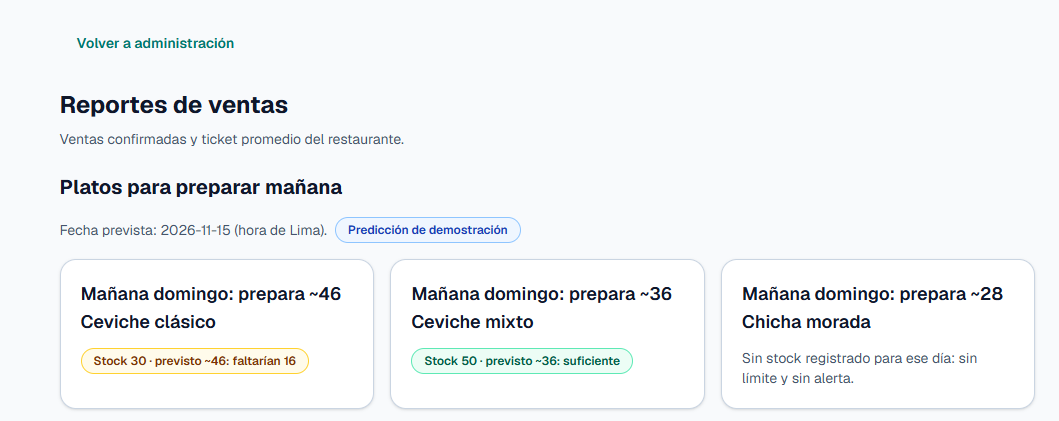 Volver a administración
Reportes de ventas
Ventas confirmadas y ticket promedio del restaurante.
Platos para preparar mañana
Fecha prevista: 2026-11-15 (hora de Lima).
Predicción de demostración
Mañana domingo: prepara ~46
Ceviche clásico
Stock 30 · previsto ~46: faltarían 16
Mañana domingo: prepara ~36
Ceviche mixto
Stock 50 · previsto ~36: suficiente
Mañana domingo: prepara ~28
Chicha morada
Sin stock registrado para ese día: sin
límite y sin alerta.